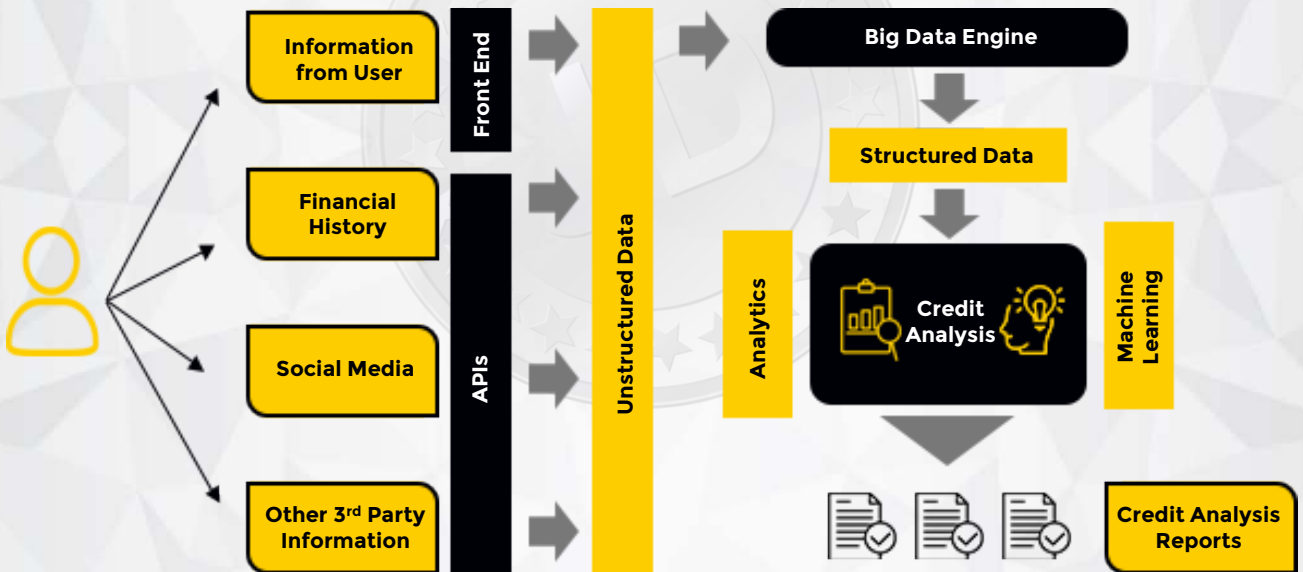 Information
from User
Front End
Financial
History
Social Media
APIs
Other 3rd Party
Information
Unstructured Data
Big Data Engine
Structured Data
Analytics
Credit
Analysis
Machine
Learning
Credit Analysis
Reports